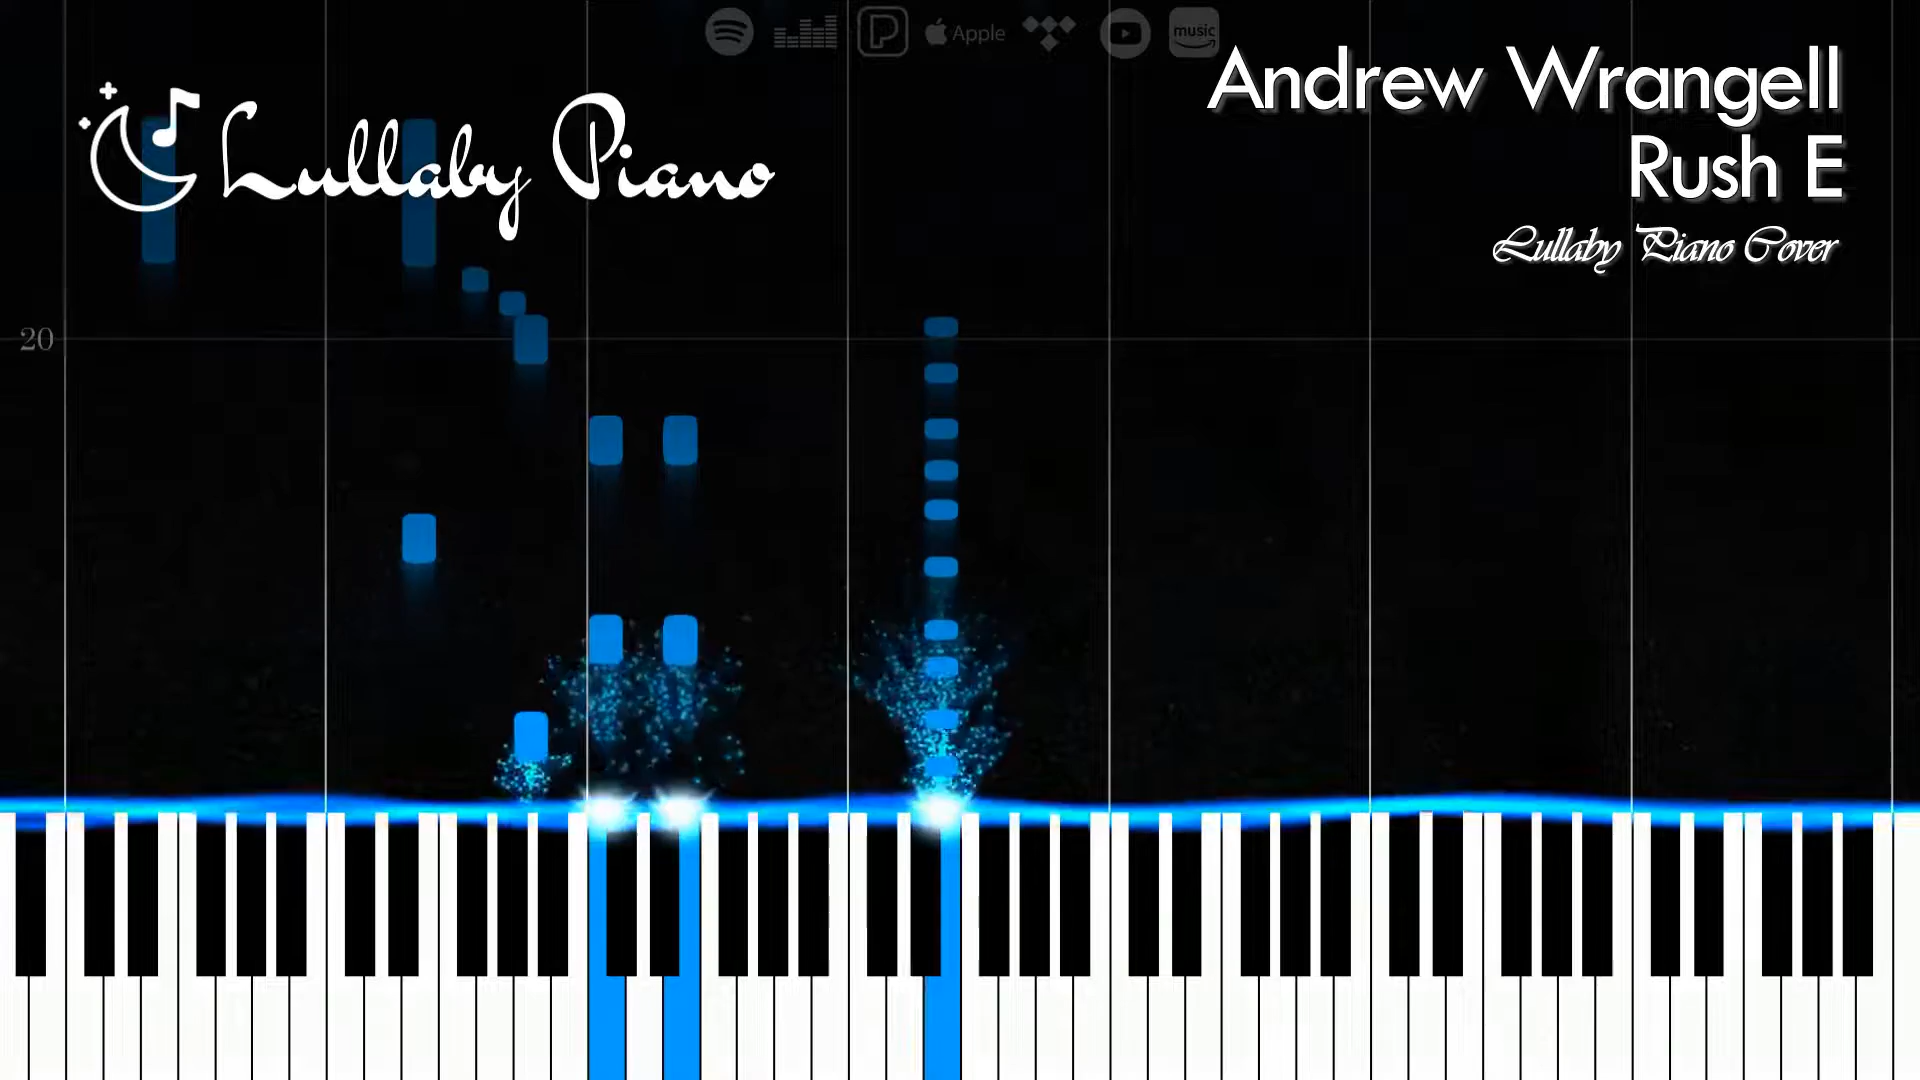 Apple
music
Andrew Wrangell
Lullaby Piano
Rush E
Lullaby Piano Cover
20